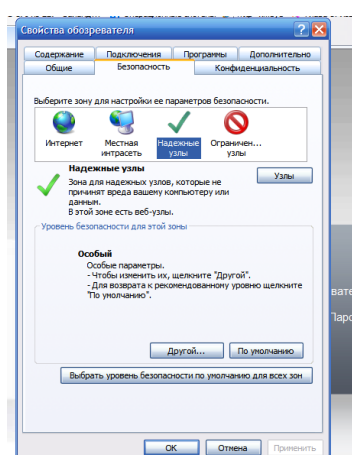 Свойства обозревателя
Содержание Подключения Программы Дополнительно
Общие Безопасность Конфиденциальность
Выберите зону для настройки ее параметров безопасности.
Интернет Местная интрасеть Надежные узлы Ограничен... узлы
Надежные узлы
Узлы
Зона для надежных узлов, которые не
причинят вреда вашему компьютеру или
данным.
В этой зоне есть веб-узлы.
Уровень безопасности для этой зоны
Особый
Особые параметры.
- Чтобы изменить их, щелкните "Другой".
- Для возврата к рекомендованному уровню щелкните
"По умолчанию".
Другой... По умолчанию
Выбрать уровень безопасности по умолчанию для всех зон
OK Отмена Применить